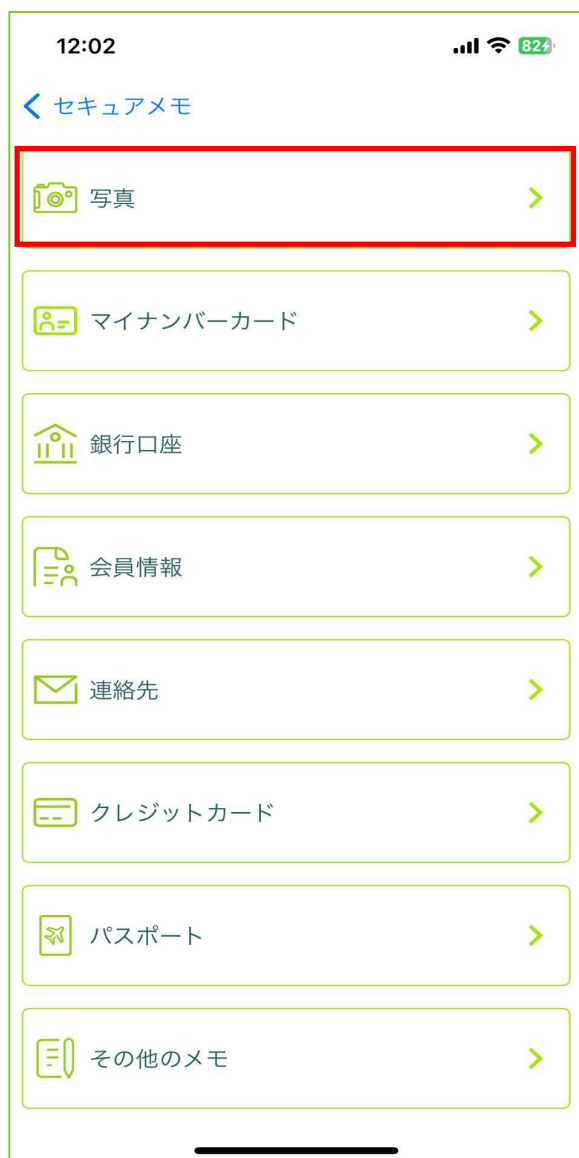 12:02
82
セキュアメモ
写真
マイナンバーカード
銀行口座
会員情報
連絡先
クレジットカード
パスポート
その他のメモ